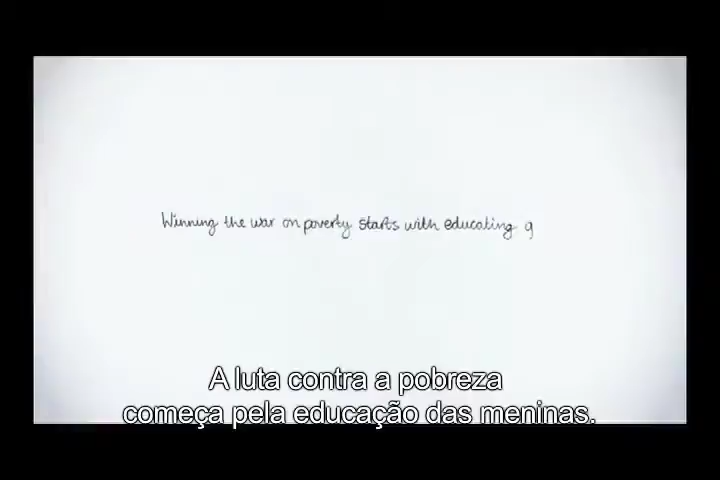 Winning the war on poverty starts with educating g
A luta contra a pobreza
começa pela educação das meninas.